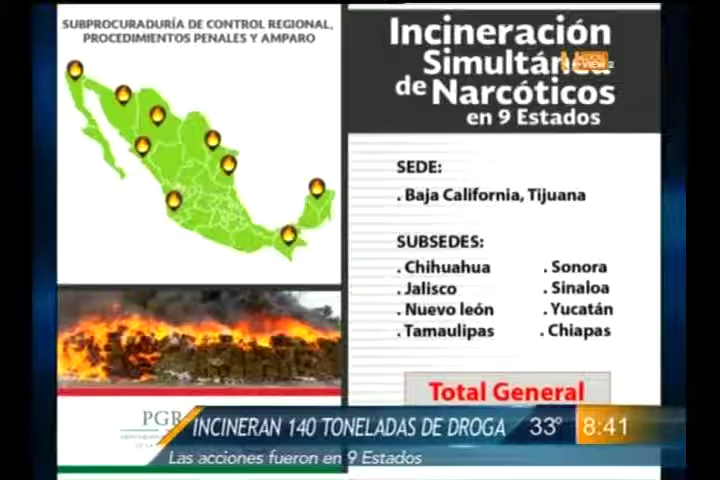 SUBPROCURADURÍA DE CONTROL REGIONAL,
PROCEDIMIENTOS PENALES Y AMPARO
Incineración
Simultánea
de Narcóticos
en 9 Estados
SEDE:
. Baja California, Tijuana
SUBSEDES:
. Chihuahua
. Jalisco
. Nuevo león
. Tamaulipas
. Sonora
. Sinaloa
. Yucatán
. Chiapas
Total General
PGR
INCINERAN 140 TONELADAS DE DROGA 33° 8:41
Las acciones fueron en 9 Estados